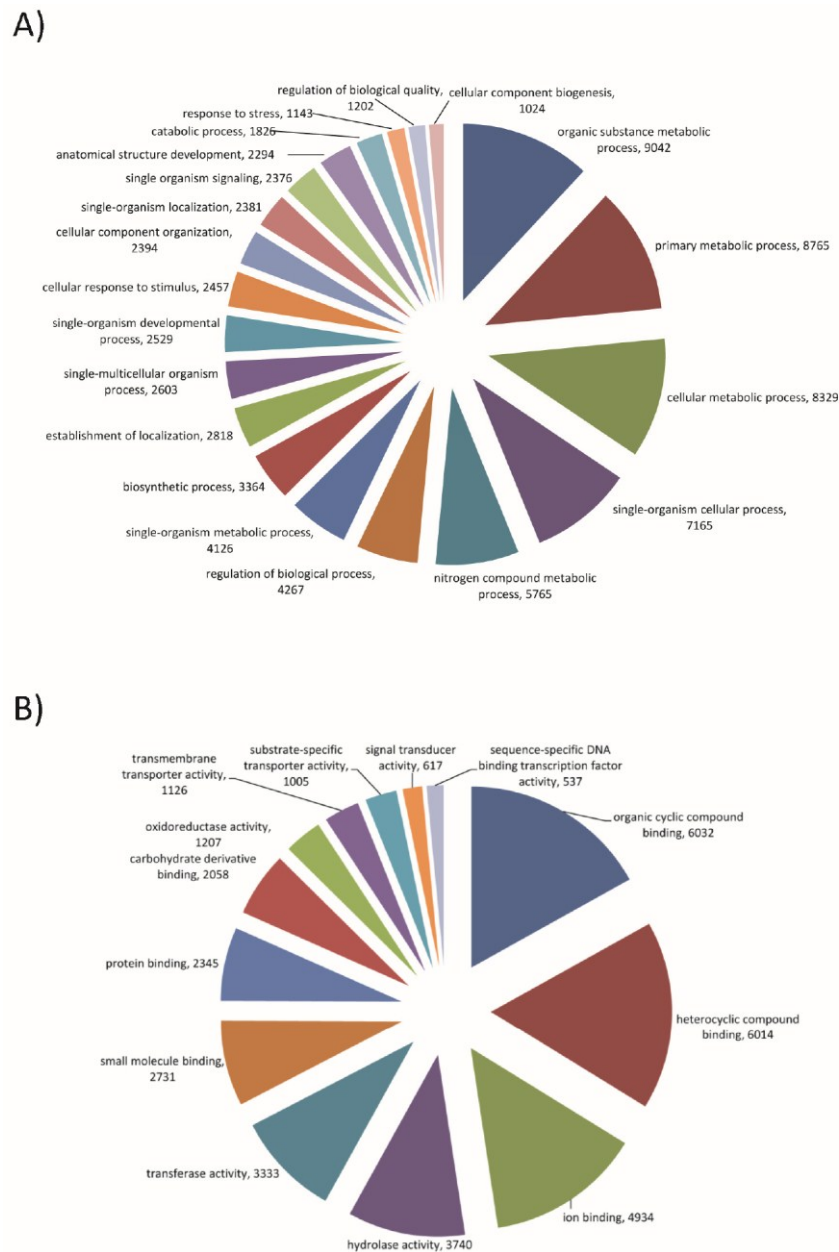 A)
regulation of biological quality,
1202
cellular component biogenesis,
1024
response to stress, 1143
catabolic process, 1826
anatomical structure development, 2294
single organism signaling, 2376
single-organism localization, 2381
cellular component organization,
2394
cellular response to stimulus, 2457
single-organism developmental
process, 2529
single-multicellular organism
process, 2603
establishment of localization, 2818
biosynthetic process, 3364
single-organism metabolic process,
4126
regulation of biological process,
4267
organic substance metabolic
process, 9042
primary metabolic process, 8765
cellular metabolic process, 8329
single-organism cellular process,
7165
nitrogen compound metabolic
process, 5765
B)
transmembrane
transporter activity,
1126
substrate-specific
transporter activity,
1005
signal transducer
activity, 617
sequence-specific DNA
binding transcription factor
activity, 537
oxidoreductase activity,
1207
carbohydrate derivative
binding, 2058
protein binding, 2345
small molecule binding,
2731
transferase activity, 3333
hydrolase activity, 3740
organic cyclic compound
binding, 6032
heterocyclic compound
binding, 6014
ion binding, 4934